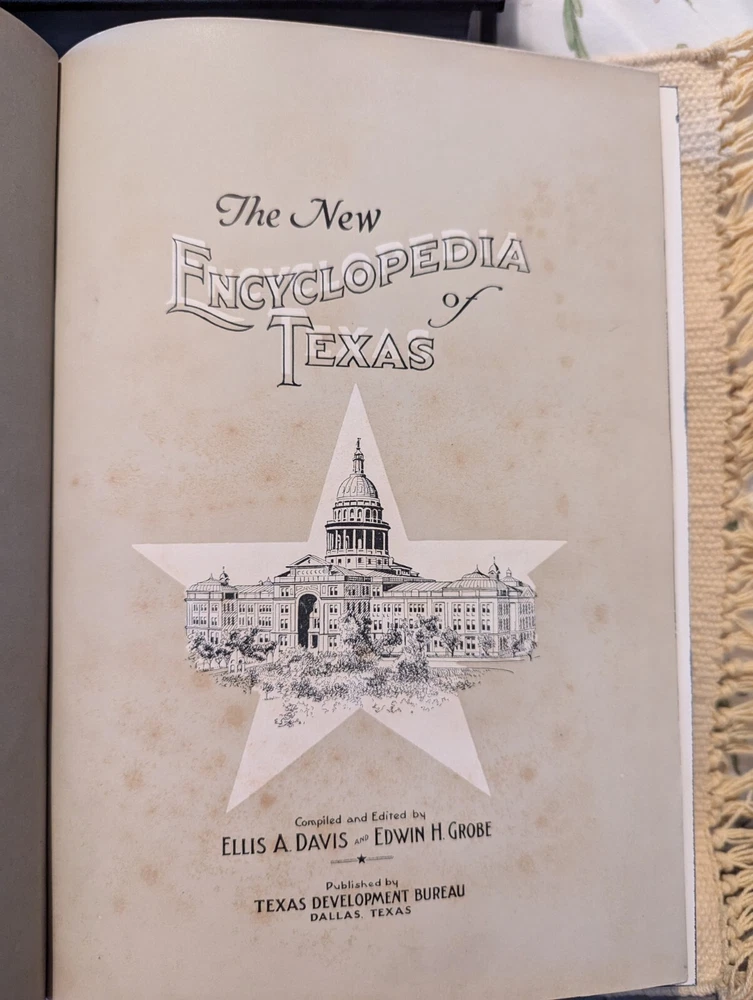 The New
ENCYCLOPEDIA
of
TEXAS
Compiled and Edited by
ELLIS A. DAVIS AND EDWIN H. GROBE
Published by
TEXAS DEVELOPMENT BUREAU
DALLAS, TEXAS